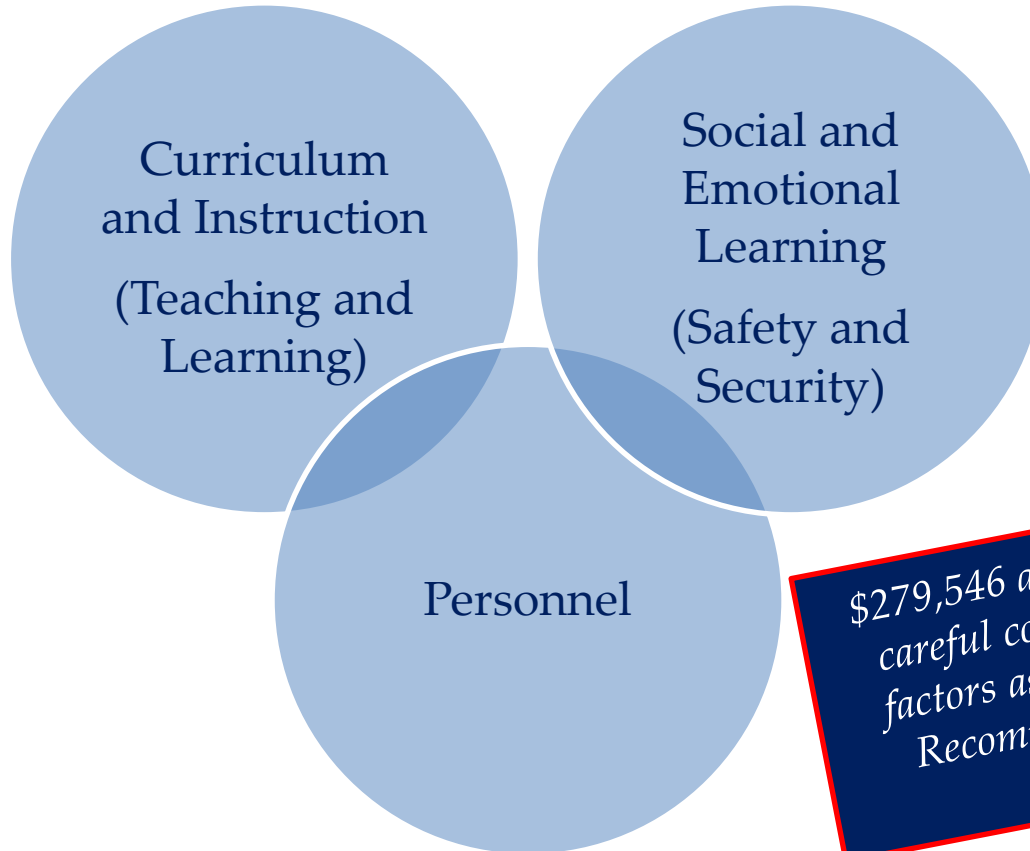 Curriculum
and Instruction
(Teaching and
Learning)
Social and
Emotional
Learning
(Safety and
Security)
Personnel
$279,546
careful
factors